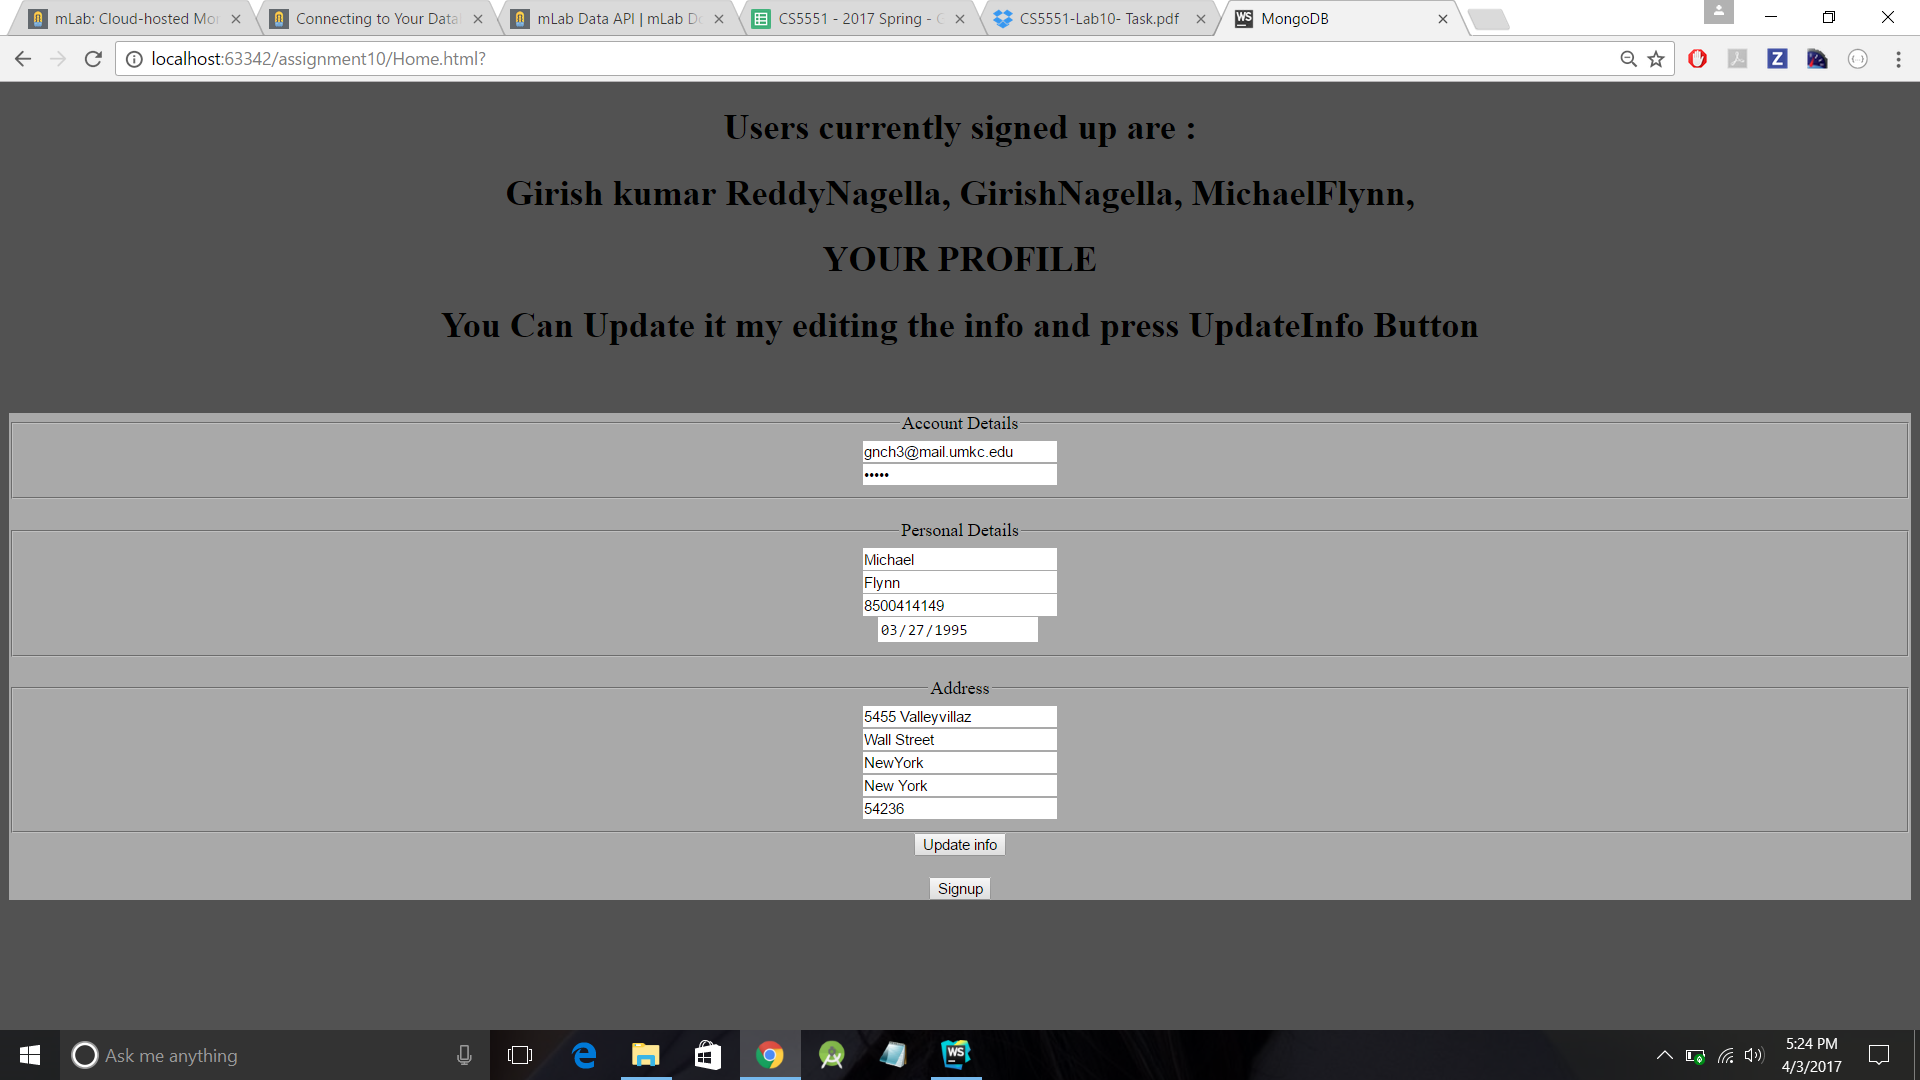 mLab: Cloud-hosted Mon
Connecting to Your Data
mLab Data API | mLab Do
CS5551 - 2017 Spring -
CS5551-Lab10- Task.pdf
WS MongoDB
localhost:63342/assignment10/Home.html?
Z
Users currently signed up are :
Girish kumar ReddyNagella, GirishNagella, MichaelFlynn,
YOUR PROFILE
You Can Update it my editing the info and press UpdateInfo Button
Account Details
gnch3@mail.umkc.edu
•••••
Personal Details
Michael
Flynn
8500414149
03/27/1995
Address
5455 Valleyvillaz
Wall Street
NewYork
New York
54236
Update info
Signup
Ask me anything
WS
5:24 PM
4/3/2017